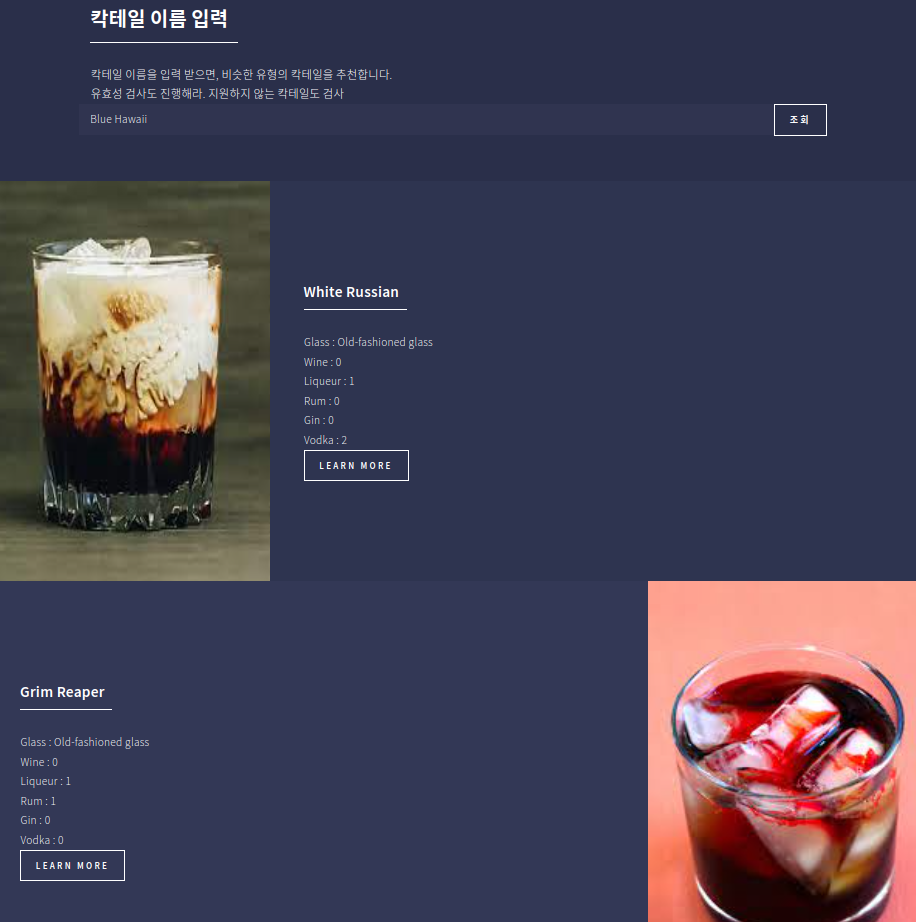 칵테일 이름 입력
칵테일 이름을 입력 받으면, 비슷한 유형의 칵테일을 추천합니다.
유효성 검사도 진행해라. 지원하지 않는 칵테일도 검사
Blue Hawaii
조회
White Russian
Glass : Old-fashioned glass
Wine : 0
Liqueur : 1
Rum : 0
Gin : 0
Vodka : 2
LEARN MORE
Grim Reaper
Glass : Old-fashioned glass
Wine : 0
Liqueur : 1
Rum : 1
Gin : 0
Vodka : 0
LEARN MORE